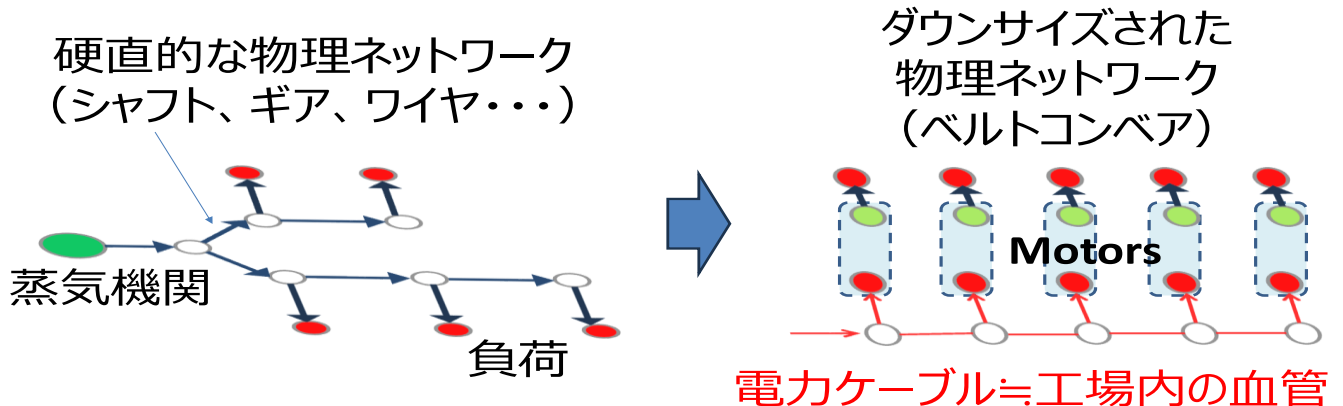 硬直的な物理ネットワーク
（シャフト、ギア、ワイヤ・・・）
蒸気機関
負荷
ダウンサイズされた
物理ネットワーク
（ベルトコンベア）
Motors
電力ケーブル≒工場内の血管